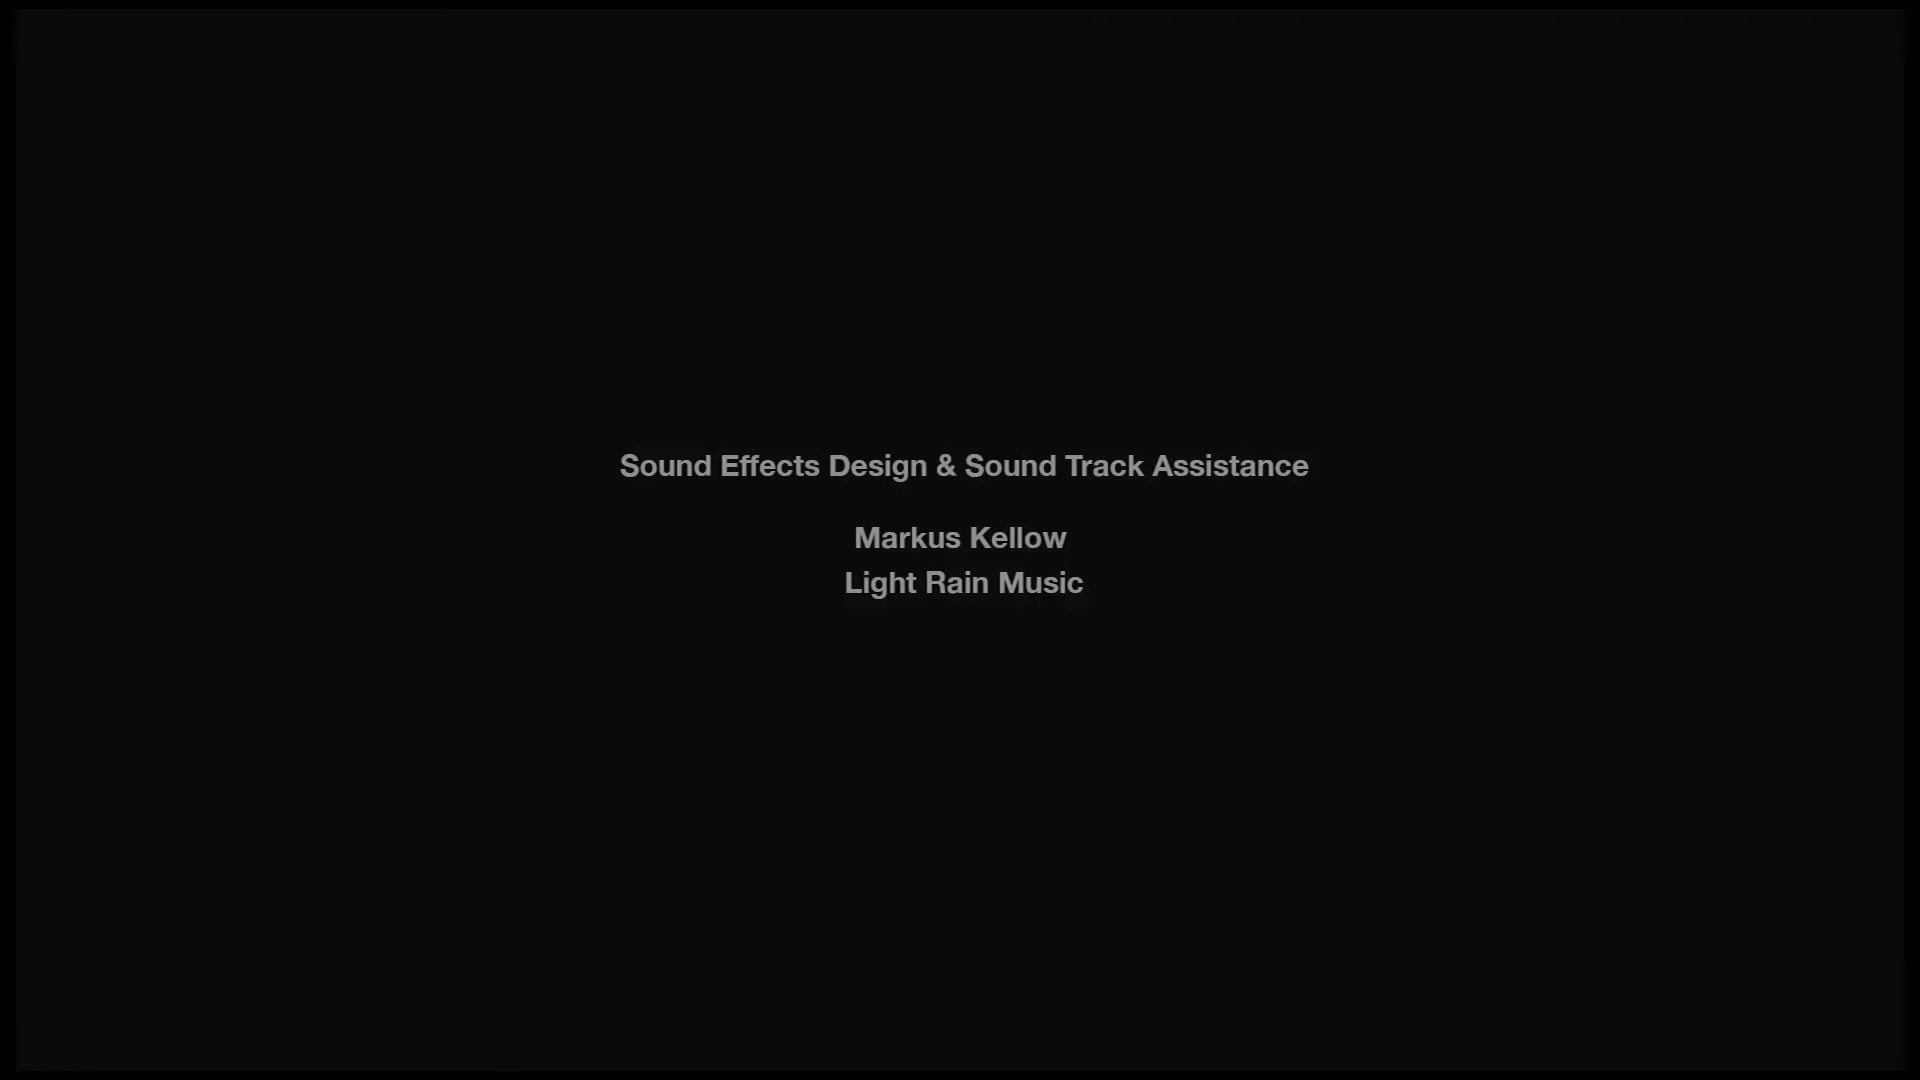 Sound Effects Design & Sound Track Assistance
Markus Kellow
Light Rain Music